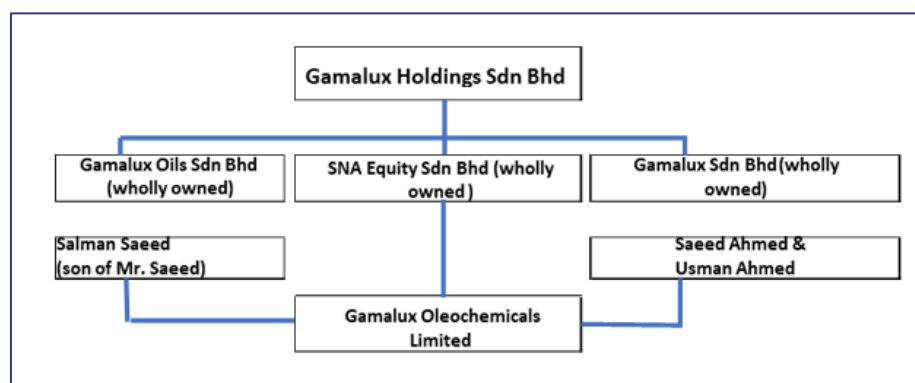 Gamalux Holdings Sdn Bhd
Gamalux Oils Sdn Bhd
(wholly owned)
SNA Equity Sdn Bhd (wholly
owned )
Gamalux Sdn Bhd(wholly
owned)
Salman Saeed
(son of Mr. Saeed)
Saeed Ahmed &
Usman Ahmed
Gamalux Oleochemicals
Limited